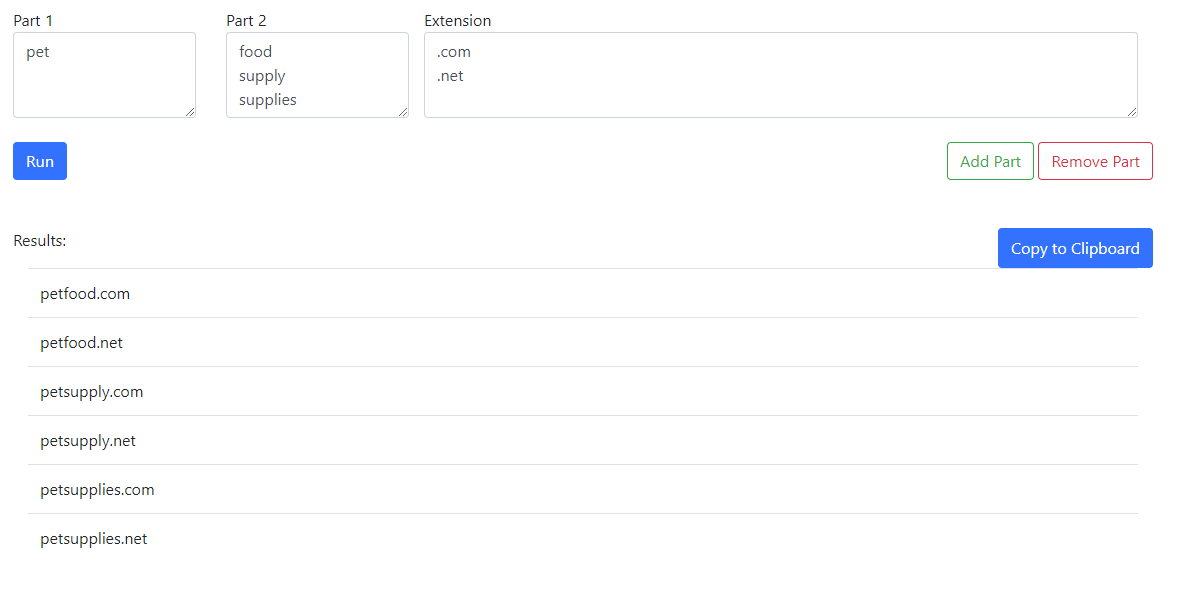 Part 1
Part 2
Extension
pet
food
supply
supplies
.com
.net
Run
Add Part
Remove Part
Results:
Copy to Clipboard
petfood.com
petfood.net
petsupply.com
petsupply.net
petsupplies.com
petsupplies.net